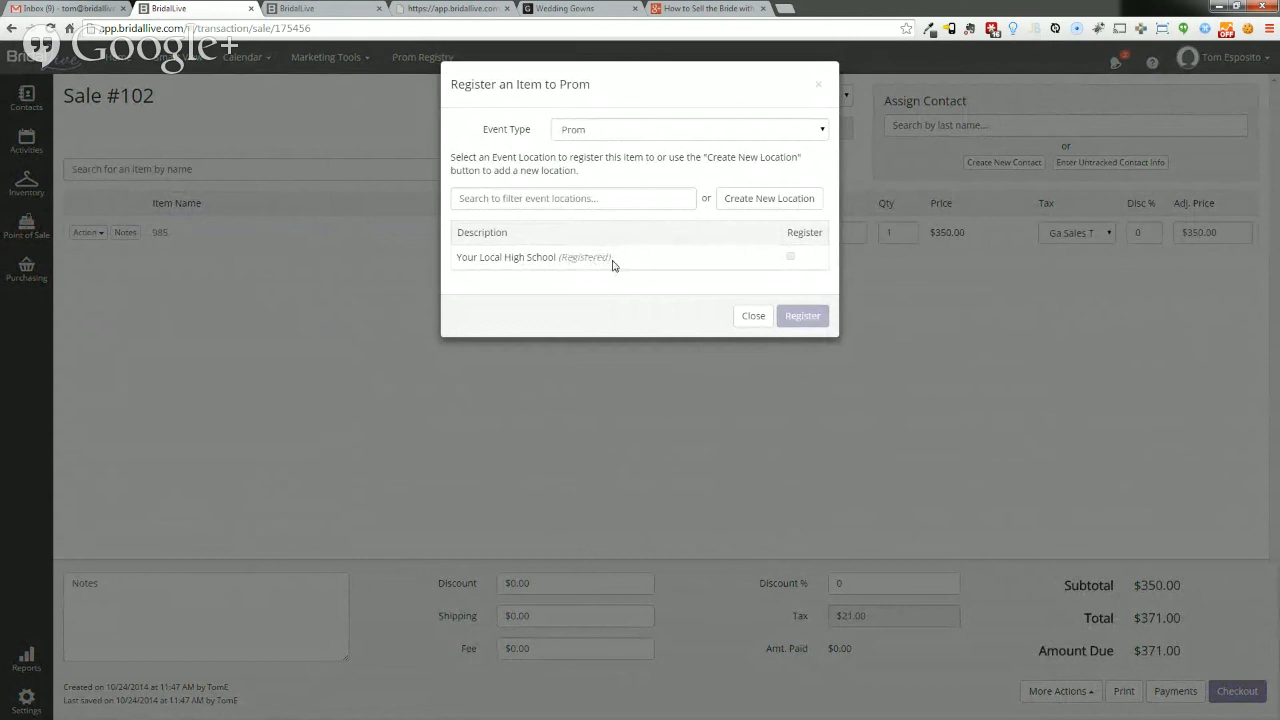 Inbox (9) - tom@bridalliv
BridalLive
BridalLive
https://app.bridallive.com
Wedding Gowns
How to Sell the Bride with
app.bridallive.com/#/transaction/sale/175456
Google+
Calendar
Marketing Tools
Prom Registry
Tom Esposito
Contacts
Activities
Inventory
Point of Sale
Purchasing
Reports
Settings
Sale #102
Search for an item by name
Item Name
Qty
Price
Tax
Disc %
Adj. Price
Action
Notes
985
1
$350.00
Ga Sales T
0
$350.00
Assign Contact
Search by last name...
or
Create New Contact
Enter Untracked Contact Info
Register an Item to Prom
×
Event Type
Prom
Select an Event Location to register this item to or use the "Create New Location"
button to add a new location.
Search to filter event locations...
or
Create New Location
Description
Register
Your Local High School (Registered)
Close
Register
Notes
Discount
$0.00
Discount %
0
Subtotal
$350.00
Shipping
$0.00
Tax
$21.00
Total
$371.00
Fee
$0.00
Amt. Paid
$0.00
Amount Due
$371.00
Created on 10/24/2014 at 11:47 AM by TomE
Last saved on 10/24/2014 at 11:47 AM by TomE
More Actions
Print
Payments
Checkout